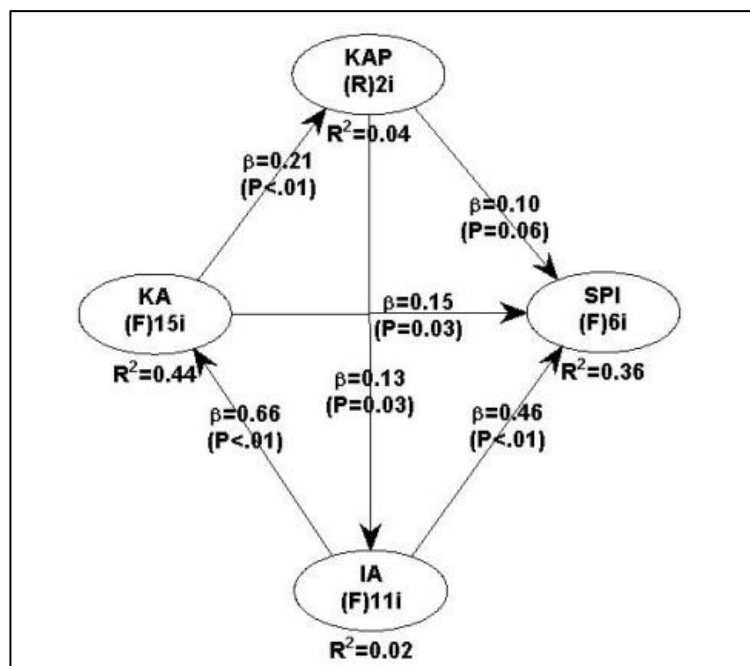 KAP
(R)2i
R²=0.04
β=0.21
(P<.01)
β=0.10
(P=0.06)
KA
(F)15i
R²=0.44
β=0.15
(P=0.03)
SPI
(F)6i
R²=0.36
β=0.13
(P=0.03)
β=0.66
(P<.01)
β=0.46
(P<.01)
IA
(F)11i
R²=0.02